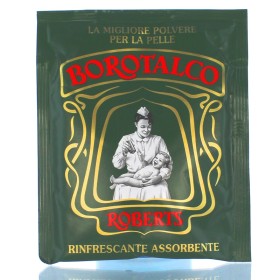 LA MIGLIORE POLVERE
PER LA PELLE
BOROTALCO
ROBERTS
RINFRESCANTE ASSORBENTE